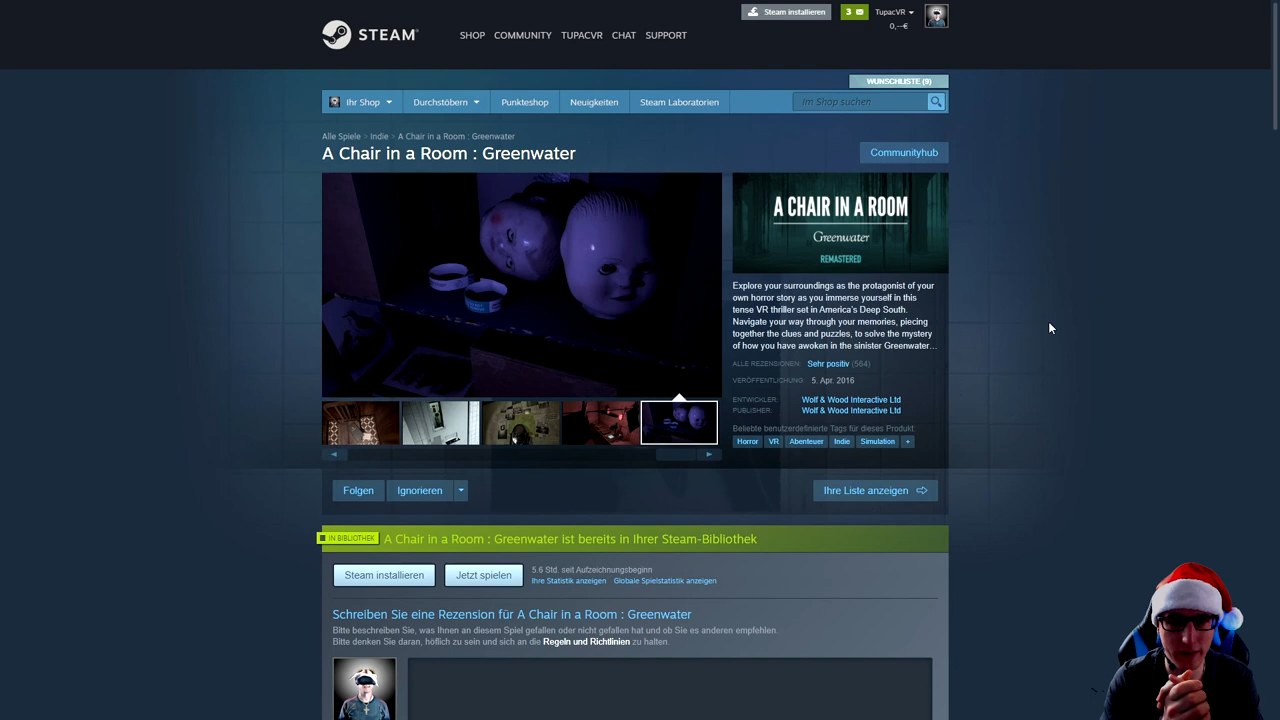 Steam installieren
3
TupacVR
0,--€
STEAM
SHOP
COMMUNITY
TUPACVR
CHAT
SUPPORT
WUNSCHLISTE (9)
Ihr Shop
Durchstöbern
Punkteshop
Neuigkeiten
Steam Laboratorien
Im Shop suchen
Alle Spiele > Indie > A Chair in a Room : Greenwater
A Chair in a Room : Greenwater
Communityhub
A CHAIR IN A ROOM
Greenwater
REMASTERED
Explore your surroundings as the protagonist of your
own horror story as you immerse yourself in this
tense VR thriller set in America's Deep South.
Navigate your way through your memories, piecing
together the clues and puzzles, to solve the mystery
of how you have awoken in the sinister Greenwater...
ALLE REZENSIONEN: Sehr positiv (564)
VERÖFFENTLICHUNG: 5. Apr. 2016
ENTWICKLER: Wolf & Wood Interactive Ltd
PUBLISHER: Wolf & Wood Interactive Ltd
Beliebte benutzerdefinierte Tags für dieses Produkt:
Horror VR Abenteuer Indie Simulation +
Folgen
Ignorieren
Ihre Liste anzeigen
IN BIBLIOTHEK
A Chair in a Room : Greenwater ist bereits in Ihrer Steam-Bibliothek
Steam installieren
Jetzt spielen
5.6 Std. seit Aufzeichnungsbeginn
Ihre Statistik anzeigen Globale Spielstatistik anzeigen
Schreiben Sie eine Rezension für A Chair in a Room : Greenwater
Bitte beschreiben Sie, was Ihnen an diesem Spiel gefallen oder nicht gefallen hat und ob Sie es anderen empfehlen.
Bitte denken Sie daran, höflich zu sein und sich an die Regeln und Richtlinien zu halten.